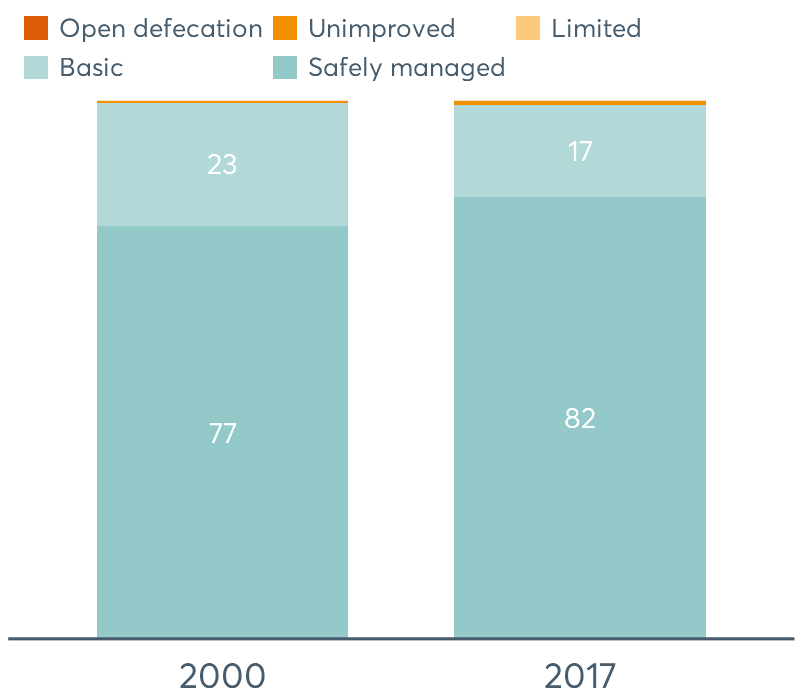 Open defecation Unimproved Limited
Basic Safely managed
23 17
77 82
2000 2017